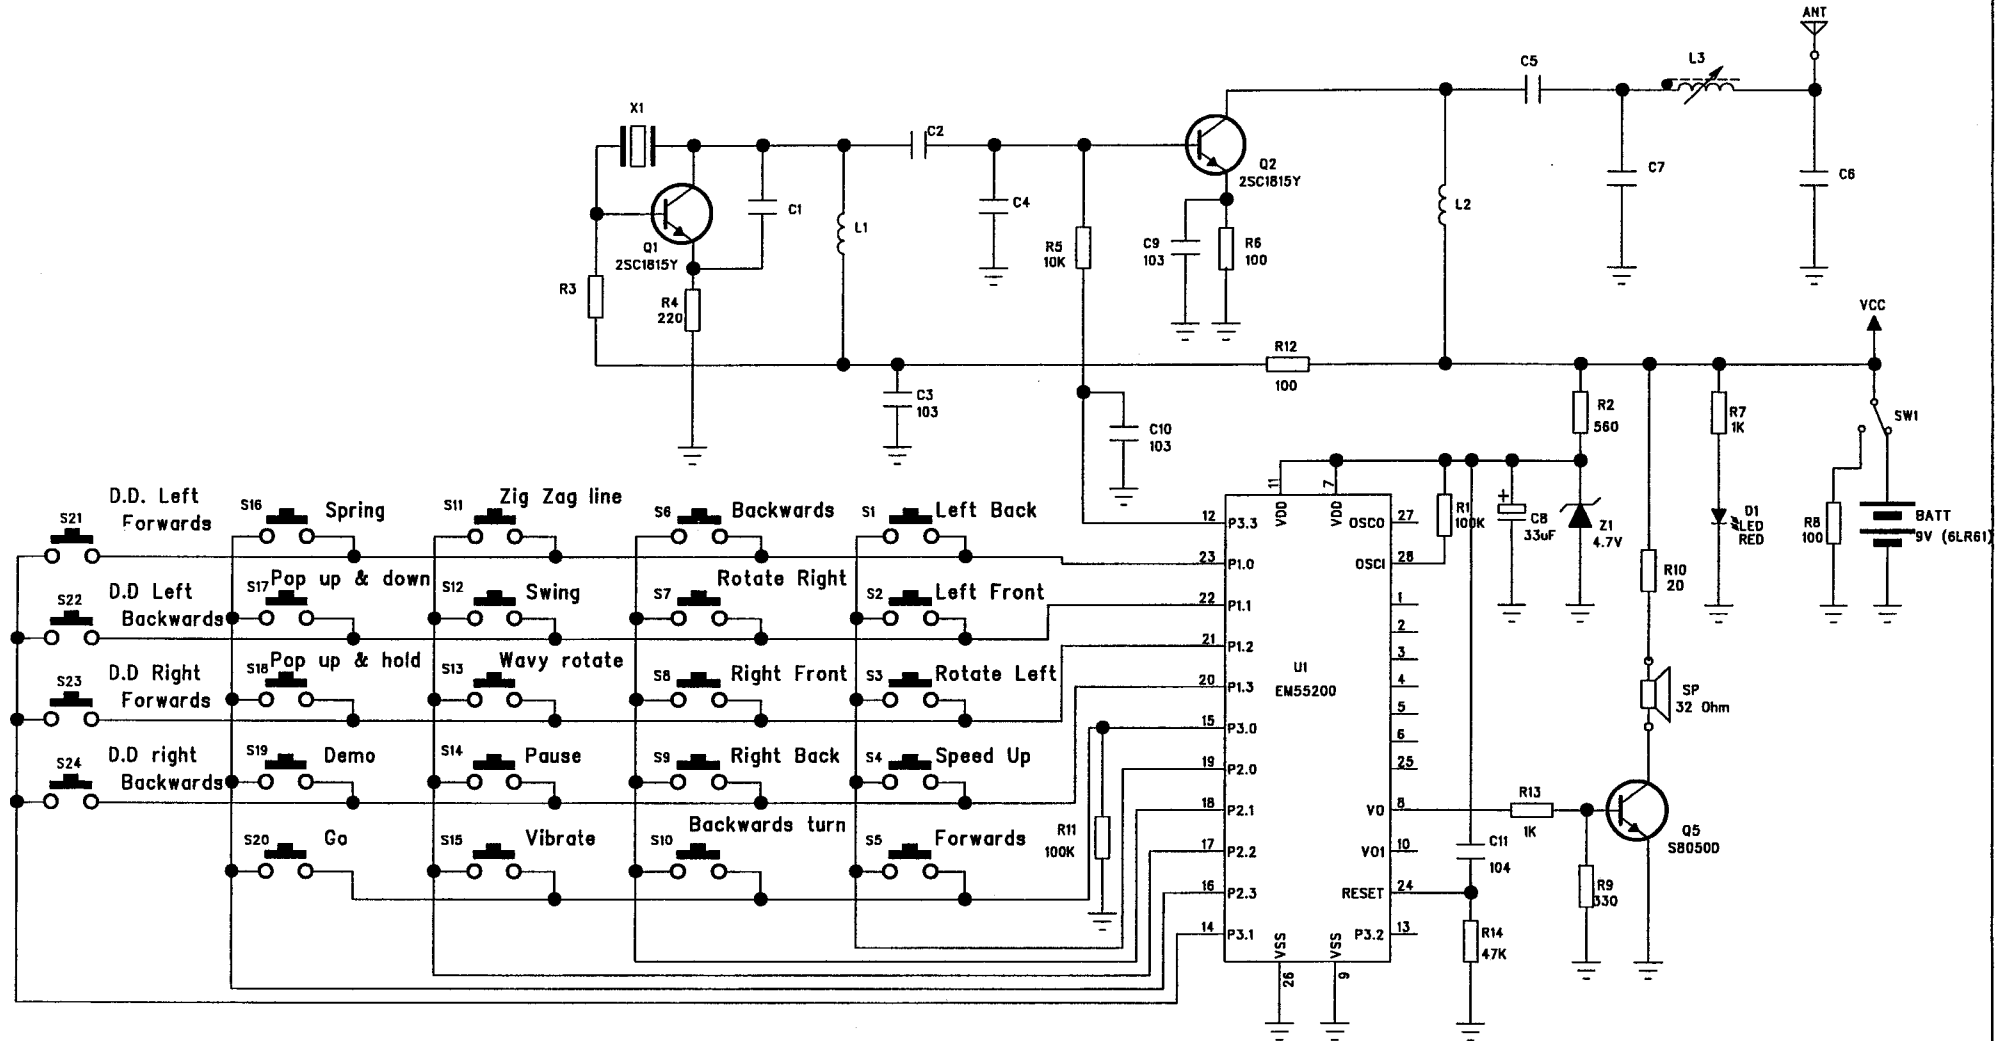 ANT
C5
L3
X1
C2
Q2
2SC1815Y
C7
C6
C1
C4
L1
L2
Q1
2SC1815Y
R5
10K
C9
103
R6
100
R3
R4
220
VCC
R12
100
C3
103
R2
560
R7
1K
SW1
C10
103
D.D. Left
Forwards
S21
S16
Spring
S11
Zig Zag line
S6
Backwards
S1
Left Back
D.D Left
Backwards
S22
S17
Pop up & down
S12
Swing
S7
Rotate Right
S2
Left Front
D.D Right
Forwards
S23
S18
Pop up & hold
S13
Wavy rotate
S8
Right Front
S3
Rotate Left
D.D right
Backwards
S24
S19
Demo
S14
Pause
S9
Right Back
S4
Speed Up
S20
Go
S15
Vibrate
S10
Backwards turn
S5
Forwards
R11
100K
11
VDD
7
VDD
12 P3.3
23 P1.0
22 P1.1
21 P1.2
20 P1.3
15 P3.0
19 P2.0
18 P2.1
17 P2.2
16 P2.3
14 P3.1
U1
EM55200
OSCO 27
OSCI 28
1
2
3
4
5
6
25
VO 8
VO1 10
RESET 24
P3.2 13
VSS
26
VSS
9
R1
100K
C8
+
33uF
Z1
4.7V
D1
LED
RED
R8
100
BATT
9V (6LR61)
R10
20
SP
32 Ohm
R13
1K
Q5
S8050D
C11
104
R9
330
R14
47K